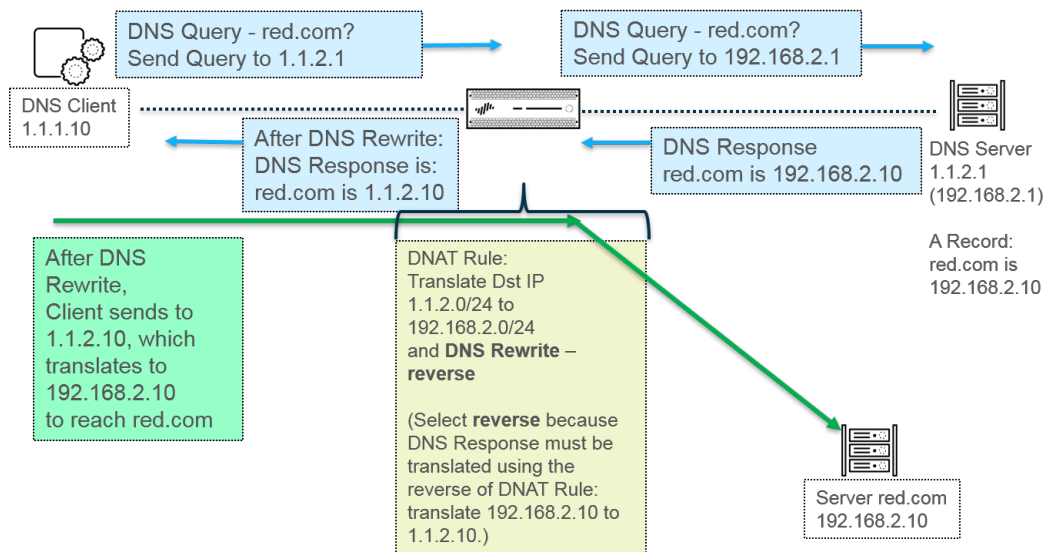 DNS Query - red.com?
Send Query to 1.1.2.1
DNS Query - red.com?
Send Query to 192.168.2.1
DNS Client
1.1.1.10
After DNS Rewrite:
DNS Response is:
red.com is 1.1.2.10
DNS Response
red.com is 192.168.2.10
DNS Server
1.1.2.1
(192.168.2.1)
A Record:
red.com is
192.168.2.10
After DNS
Rewrite,
Client sends to
1.1.2.10, which
translates to
192.168.2.10
to reach red.com
DNAT Rule:
Translate Dst IP
1.1.2.0/24 to
192.168.2.0/24
and DNS Rewrite –
reverse
(Select reverse because
DNS Response must be
translated using the
reverse of DNAT Rule:
translate 192.168.2.10 to
1.1.2.10.)
Server red.com
192.168.2.10